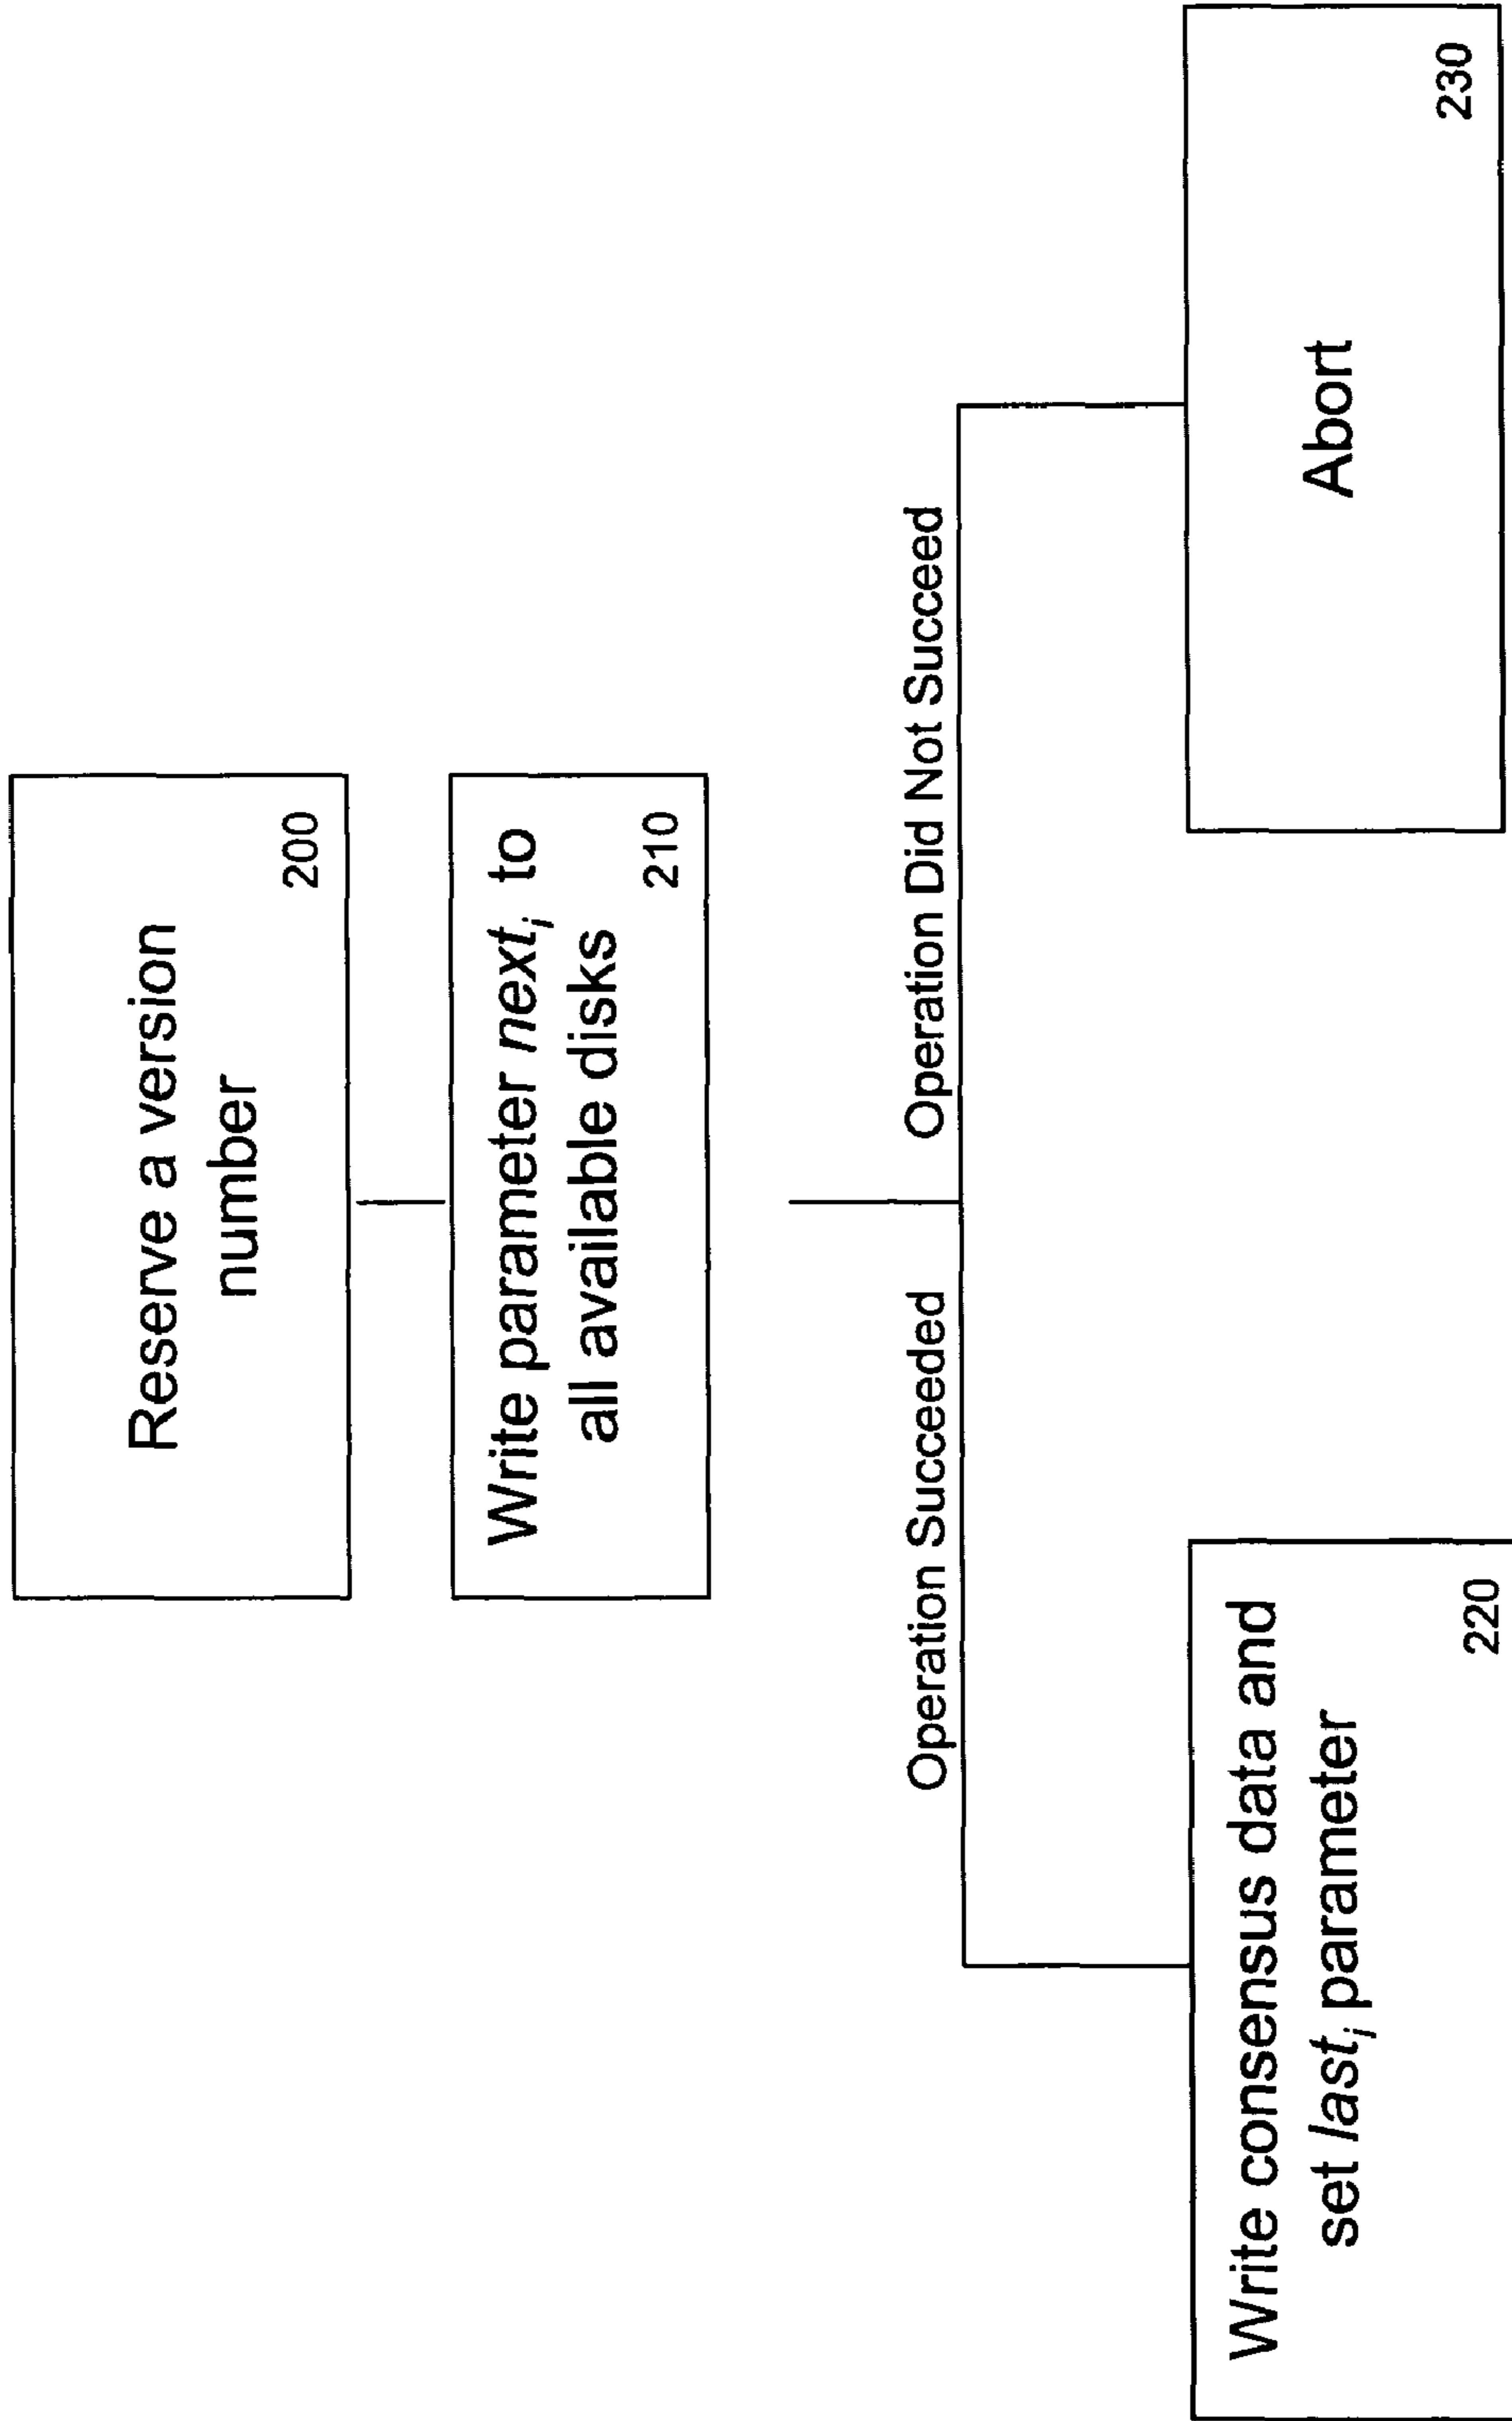 Reserve a version
number
200
Write parameter next_i to
all available disks
210
Operation Succeeded
Operation Did Not Succeed
Write consensus data and
set last_i parameter
220
Abort
230